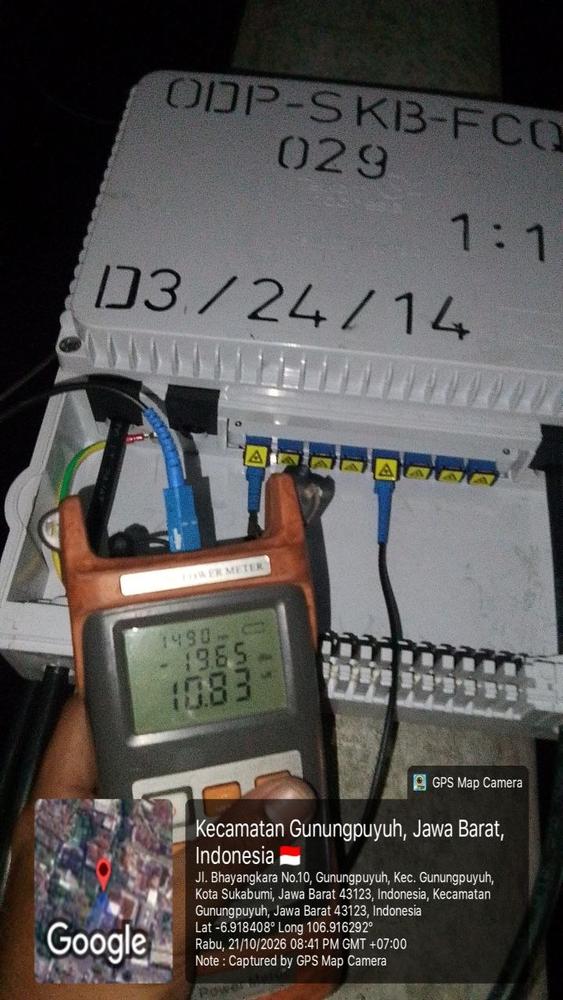 ODP-SKB-FCQ
029
1:1
D3/24/14
POWER METER
1490
-19.65
10.83
GPS Map Camera
Kecamatan Gunungpuyuh, Jawa Barat,
Indonesia 🇮🇩
Jl. Bhayangkara No.10, Gunungpuyuh, Kec. Gunungpuyuh,
Kota Sukabumi, Jawa Barat 43123, Indonesia, Kecamatan
Gunungpuyuh, Jawa Barat 43123, Indonesia
Lat -6.918408° Long 106.916292°
Rabu, 21/10/2026 08:41 PM GMT +07:00
Note : Captured by GPS Map Camera
Google
Power Meter